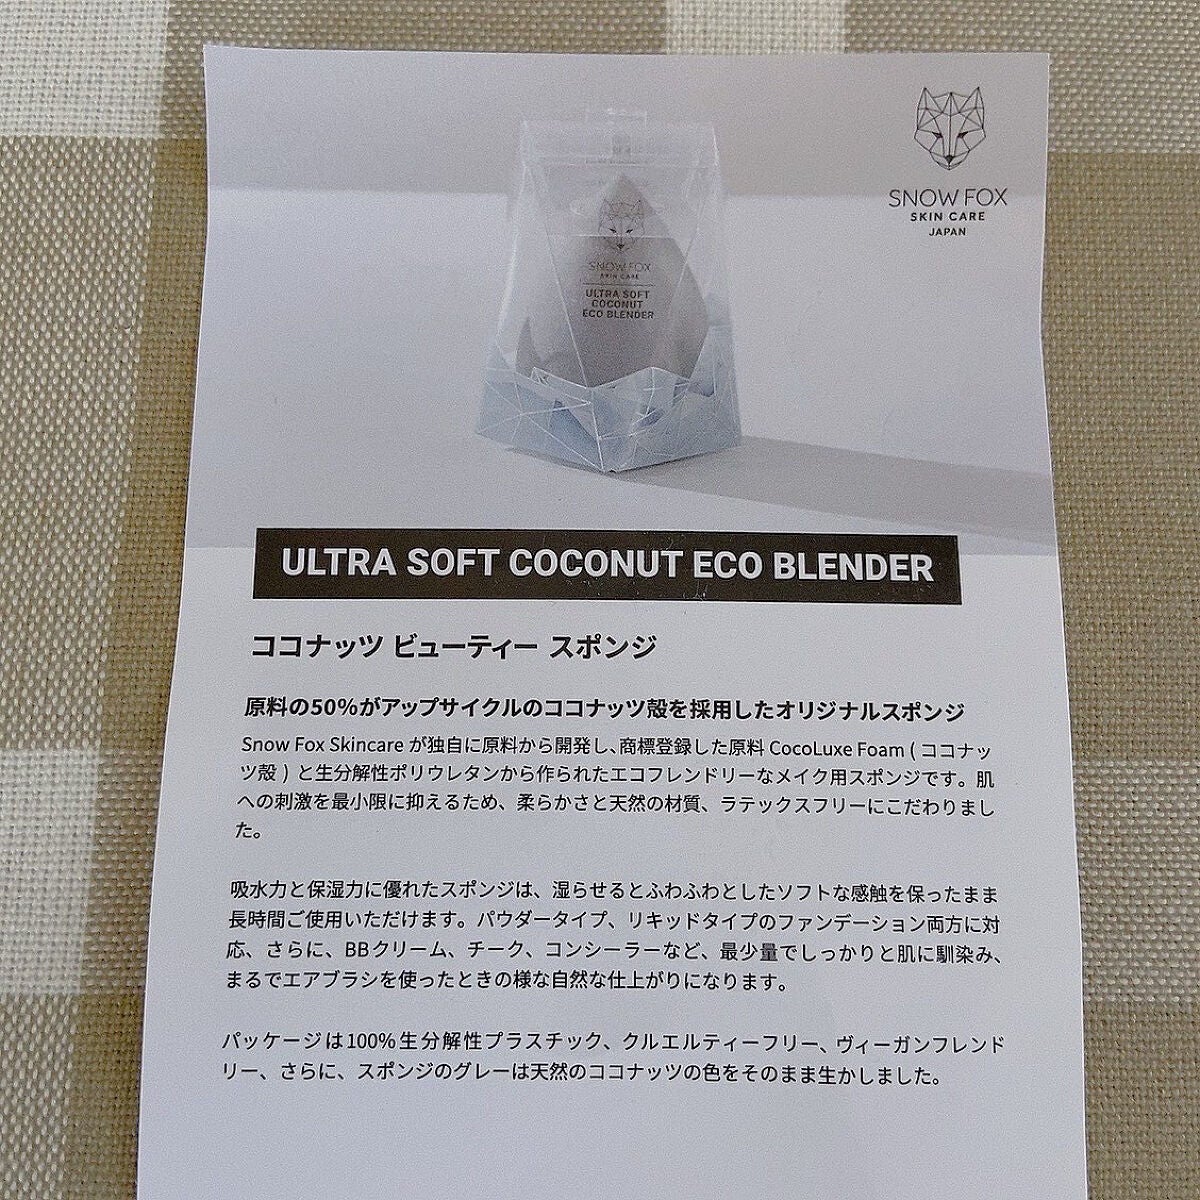 SNOW FOX
SKIN CARE
JAPAN
SNOW FOX
SKIN CARE
ULTRA SOFT
COCONUT
ECO BLENDER
ULTRA SOFT COCONUT ECO BLENDER
ココナッツ ビューティー スポンジ
原料の50%がアップサイクルのココナッツ殻を採用したオリジナルスポンジ
Snow Fox Skincare が独自に原料から開発し、商標登録した原料 CocoLuxe Foam ( ココナッ
ツ殻 ) と生分解性ポリウレタンから作られたエコフレンドリーなメイク用スポンジです。肌
への刺激を最小限に抑えるため、柔らかさと天然の材質、ラテックスフリーにこだわりまし
た。
吸水力と保湿力に優れたスポンジは、湿らせるとふわふわとしたソフトな感触を保ったまま
長時間ご使用いただけます。パウダータイプ、リキッドタイプのファンデーション両方に対
応、さらに、BBクリーム、チーク、コンシーラーなど、最少量でしっかりと肌に馴染み、
まるでエアブラシを使ったときの様な自然な仕上がりになります。
パッケージは100%生分解性プラスチック、クルエルティーフリー、ヴィーガンフレンド
リー、さらに、スポンジのグレーは天然のココナッツの色をそのまま生かしました。